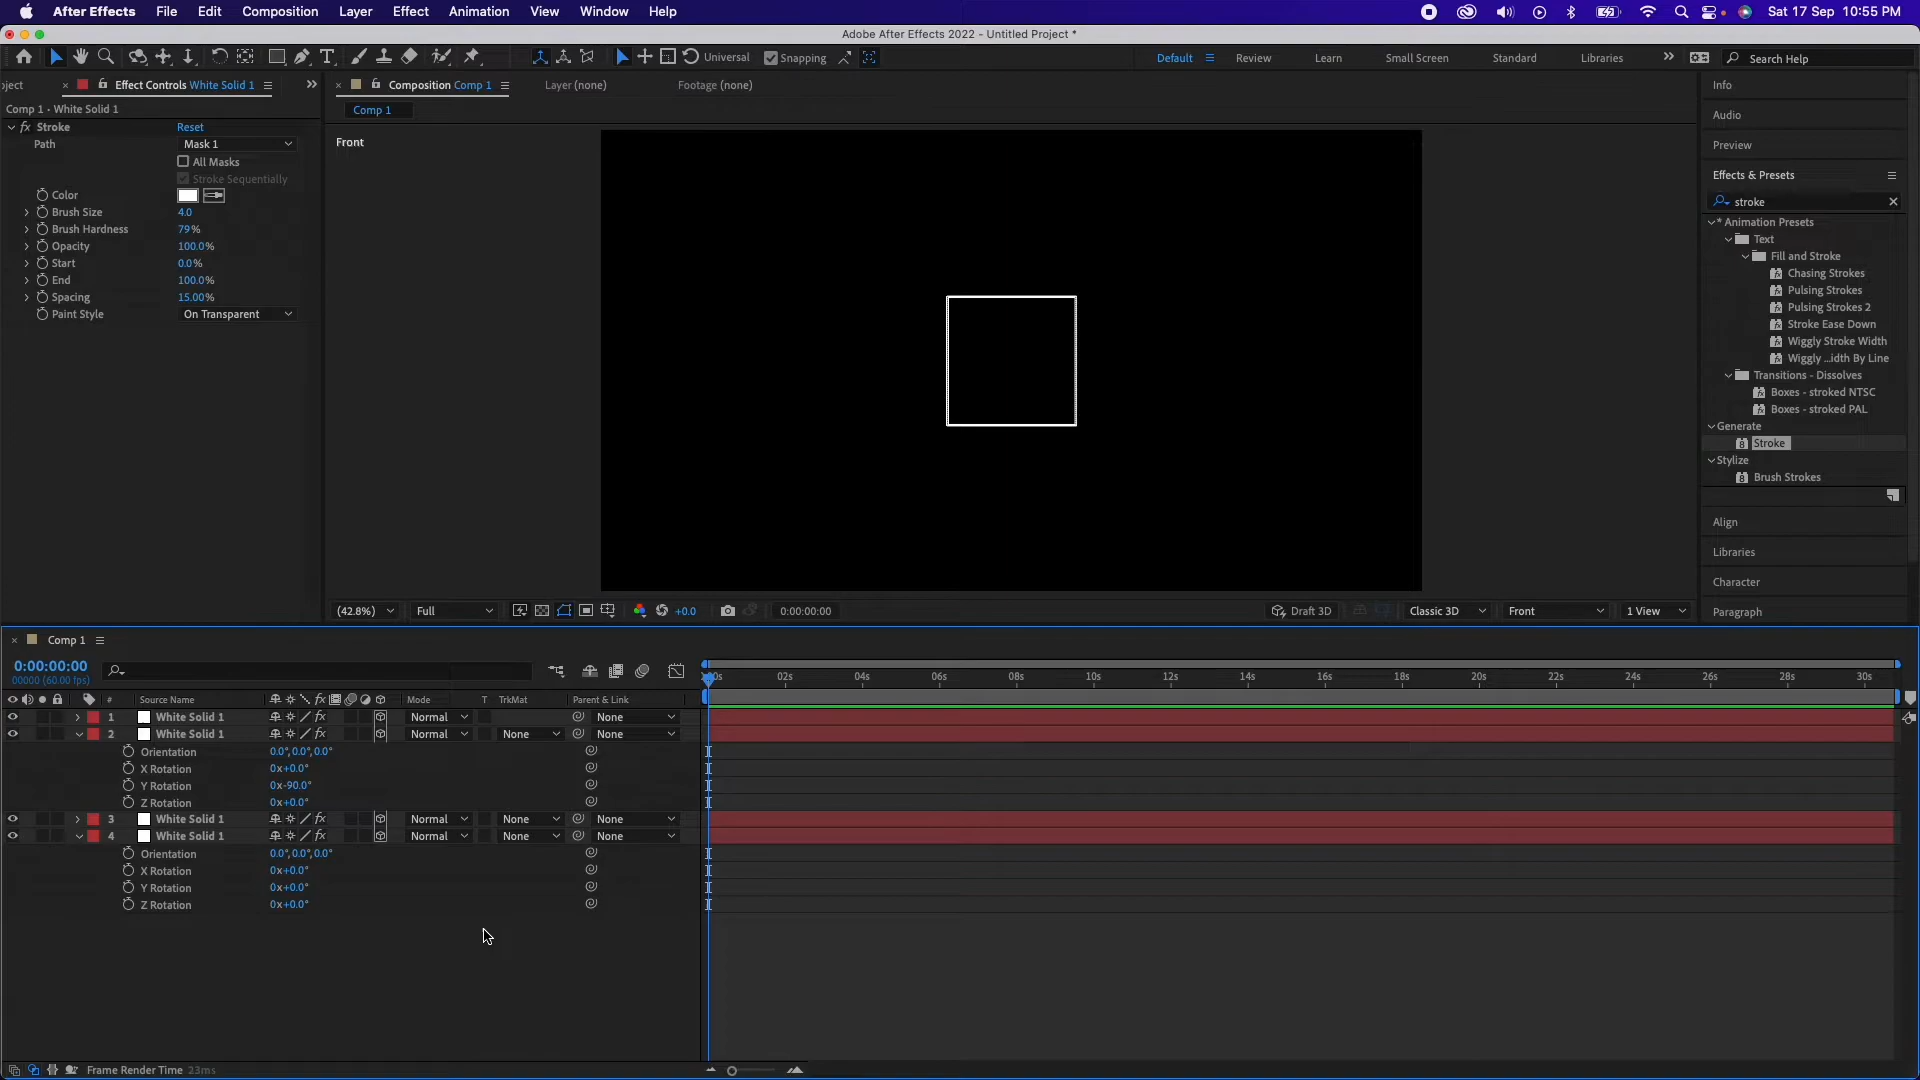 After Effects File Edit Composition Layer Effect Animation View Window Help Sat 17 Sep 10:55 PM
Adobe After Effects 2022 - Untitled Project *
Universal Snapping Default Review Learn Small Screen Standard Libraries Search Help
oject Effect Controls White Solid 1 Composition Comp 1 Layer (none) Footage (none) Info
Comp 1 • White Solid 1
Comp 1
Audio
fx Stroke Reset
Path Mask 1
Front
Preview
All Masks
Stroke Sequentially
Effects & Presets
Color
stroke
Brush Size 4.0
* Animation Presets
Brush Hardness 79%
Text
Opacity 100.0%
Fill and Stroke
Start 0.0%
Chasing Strokes
End 100.0%
Pulsing Strokes
Spacing 15.00%
Pulsing Strokes 2
Paint Style On Transparent
Stroke Ease Down
Wiggly Stroke Width
Wiggly ...idth By Line
Transitions - Dissolves
Boxes - stroked NTSC
Boxes - stroked PAL
Generate
Stroke
Stylize
Brush Strokes
Align
Libraries
Character
Paragraph
(42.8%) Full +0.0 0:00:00:00 Draft 3D Classic 3D Front 1 View
Comp 1
0:00:00:00
00000 (60.00 fps)
02s 04s 06s 08s 10s 12s 14s 16s 18s 20s 22s 24s 26s 28s 30s
# Source Name fx Mode T TrkMat Parent & Link
1 White Solid 1 fx Normal None
2 White Solid 1 fx Normal None None
Orientation 0.0°,0.0°,0.0°
X Rotation 0x+0.0°
Y Rotation 0x-90.0°
Z Rotation 0x+0.0°
3 White Solid 1 fx Normal None None
4 White Solid 1 fx Normal None None
Orientation 0.0°,0.0°,0.0°
X Rotation 0x+0.0°
Y Rotation 0x+0.0°
Z Rotation 0x+0.0°
Frame Render Time 23ms